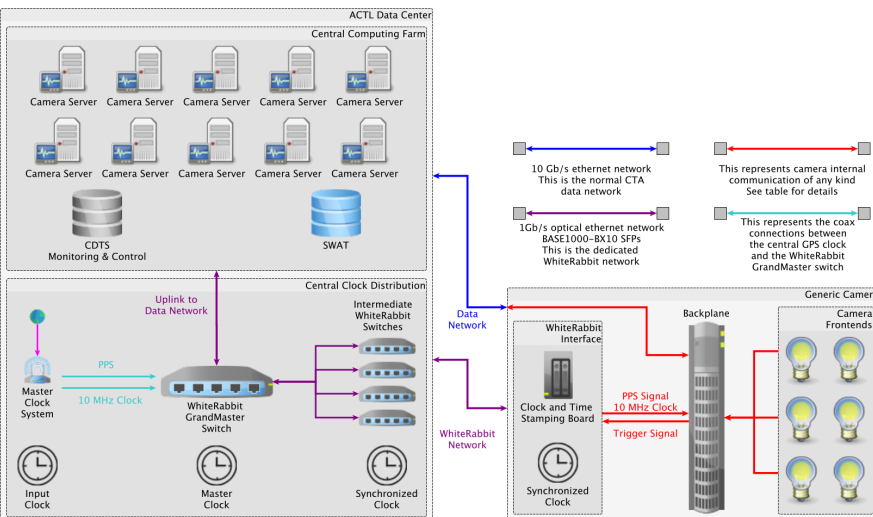 ACTL Data Center
Central Computing Farm
Camera Server
Camera Server
Camera Server
Camera Server
Camera Server
Camera Server
Camera Server
Camera Server
Camera Server
Camera Server
CDTS
Monitoring & Control
SWAT
10 Gb/s ethernet network
This is the normal CTA
data network
This represents camera internal
communication of any kind
See table for details
1Gb/s optical ethernet network
BASE1000-BX10 SFPs
This is the dedicated
WhiteRabbit network
This represents the coax
connections between
the central GPS clock
and the WhiteRabbit
GrandMaster switch
Central Clock Distribution
Uplink to
Data Network
Intermediate
WhiteRabbit
Switches
PPS
10 MHz Clock
Master
Clock
System
WhiteRabbit
GrandMaster
Switch
Input
Clock
Master
Clock
Synchronized
Clock
Data
Network
WhiteRabbit
Network
Generic Camer
WhiteRabbit
Interface
Backplane
Camera
Frontends
Clock and Time
Stamping Board
PPS Signal
10 MHz Clock
Trigger Signal
Synchronized
Clock